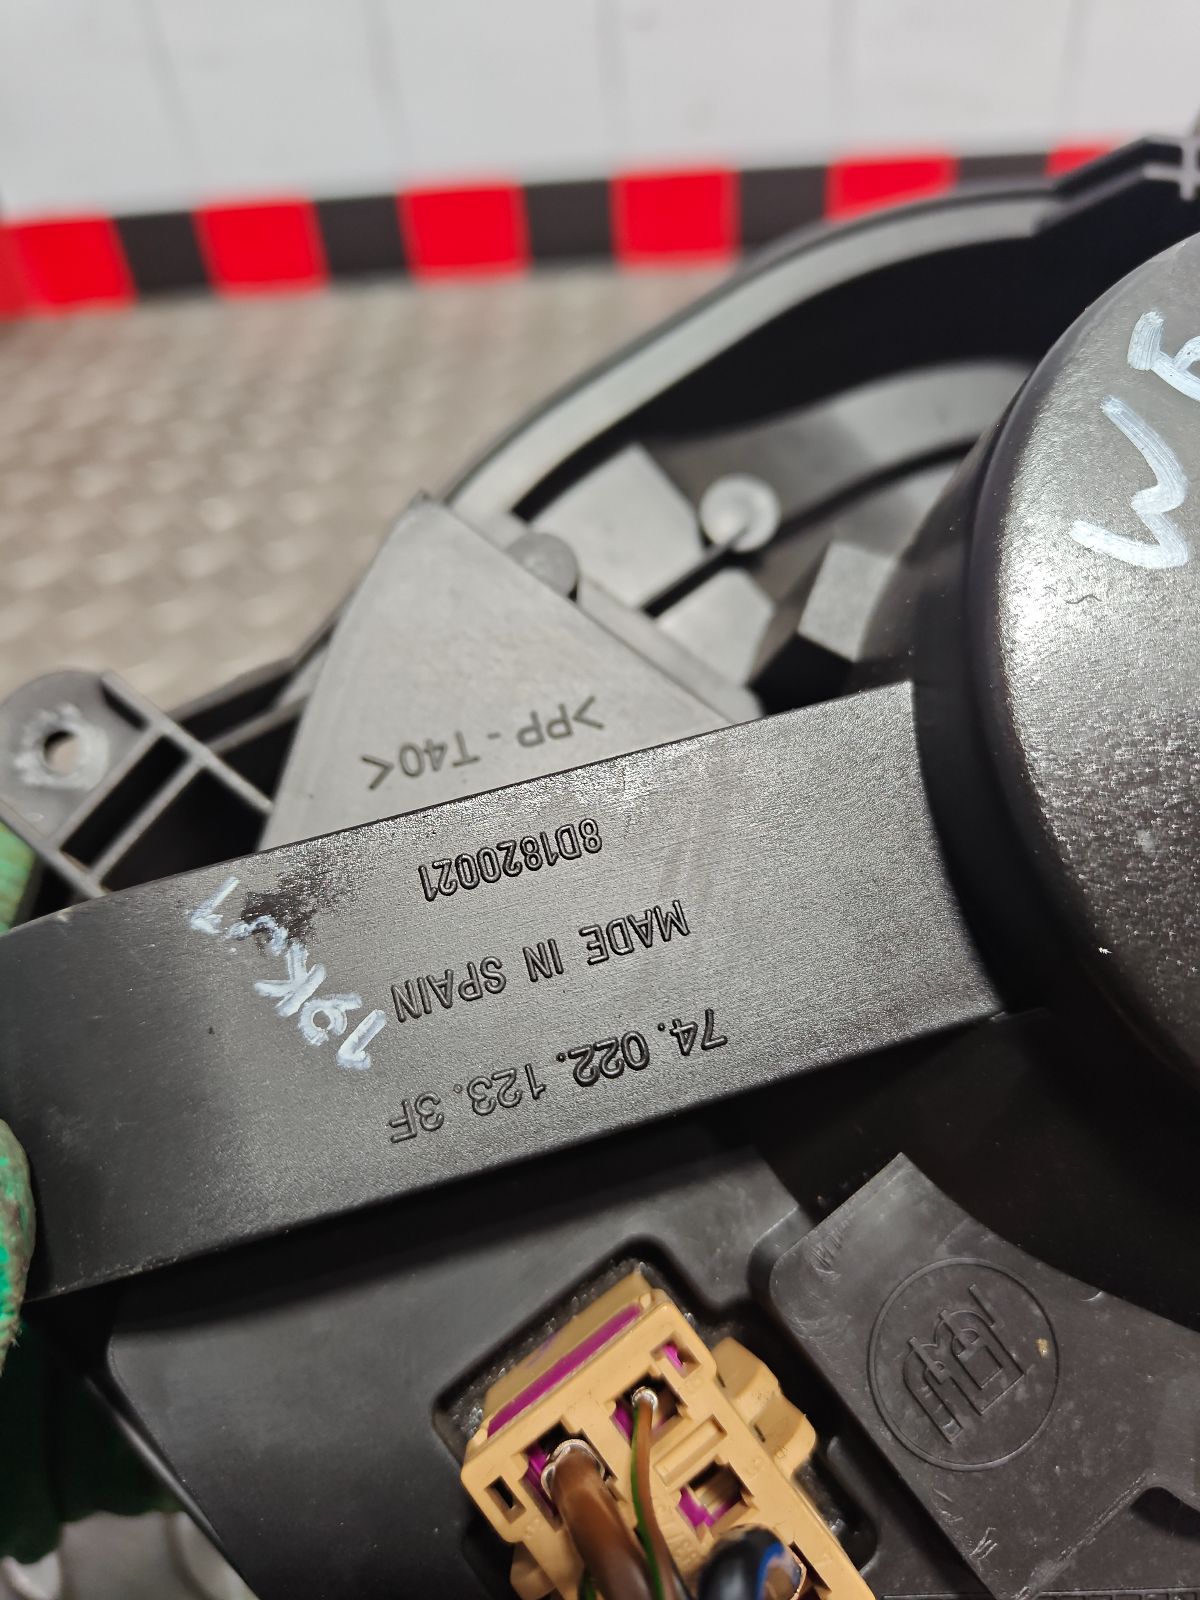 >PP-T40<
8D1820021
MADE IN SPAIN
74. 022. 123. 3F